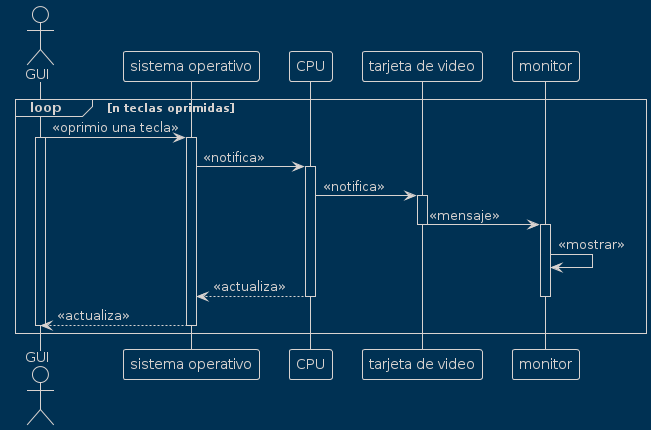 GUI
sistema operativo
CPU
tarjeta de video
monitor
loop
[n teclas oprimidas]
«oprimio una tecla»
«notifica»
«notifica»
«mensaje»
«mostrar»
«actualiza»
«actualiza»
GUI
sistema operativo
CPU
tarjeta de video
monitor